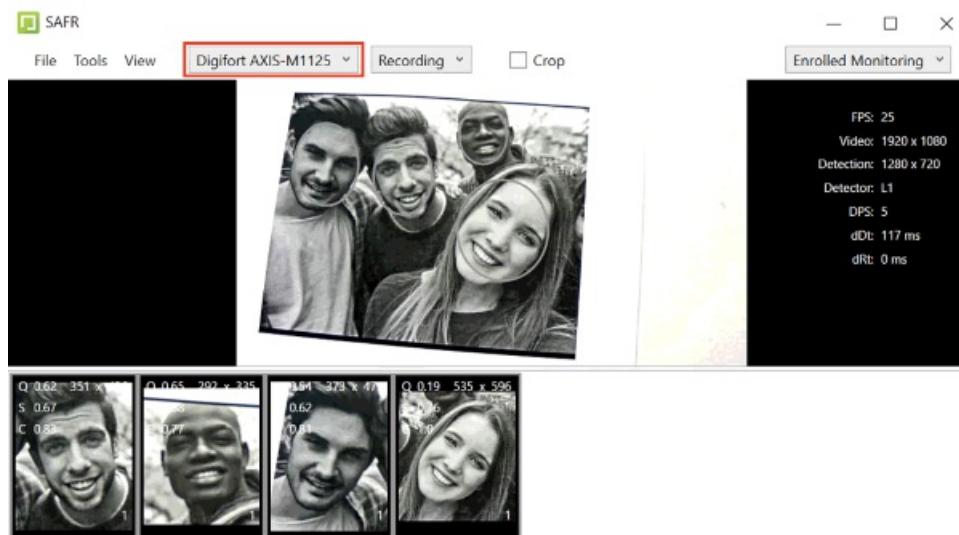 SAFR
File Tools View Digifort AXIS-M1125 Recording Crop Enrolled Monitoring
FPS: 25
Video: 1920 x 1080
Detection: 1280 x 720
Detector: L1
DPS: 5
dDt: 117 ms
dRt: 0 ms
Q 0.62 351 x Q 0.65 292 x 335 373 x Q 0.19 535 x 596
S 0.67 0.62
C 0.83 0.77 0.81
1 1 1 1